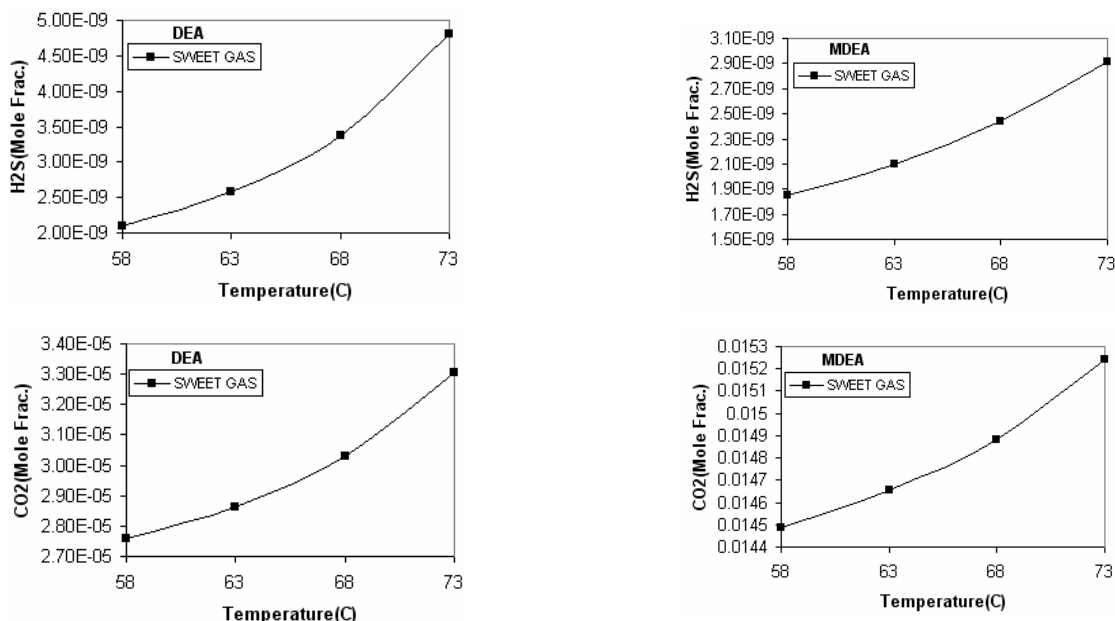 DEA
SWEET GAS
H2S(Mole Frac.)
5.00E-09
4.50E-09
4.00E-09
3.50E-09
3.00E-09
2.50E-09
2.00E-09
58 63 68 73
Temperature(C)
MDEA
SWEET GAS
H2S(Mole Frac.)
3.10E-09
2.90E-09
2.70E-09
2.50E-09
2.30E-09
2.10E-09
1.90E-09
1.70E-09
1.50E-09
58 63 68 73
Temperature(C)
DEA
SWEET GAS
CO2(Mole Frac.)
3.40E-05
3.30E-05
3.20E-05
3.10E-05
3.00E-05
2.90E-05
2.80E-05
2.70E-05
58 63 68 73
Temperature(C)
MDEA
SWEET GAS
CO2(Mole Frac.)
0.0153
0.0152
0.0151
0.015
0.0149
0.0148
0.0147
0.0146
0.0145
0.0144
58 63 68 73
Temperature(C)